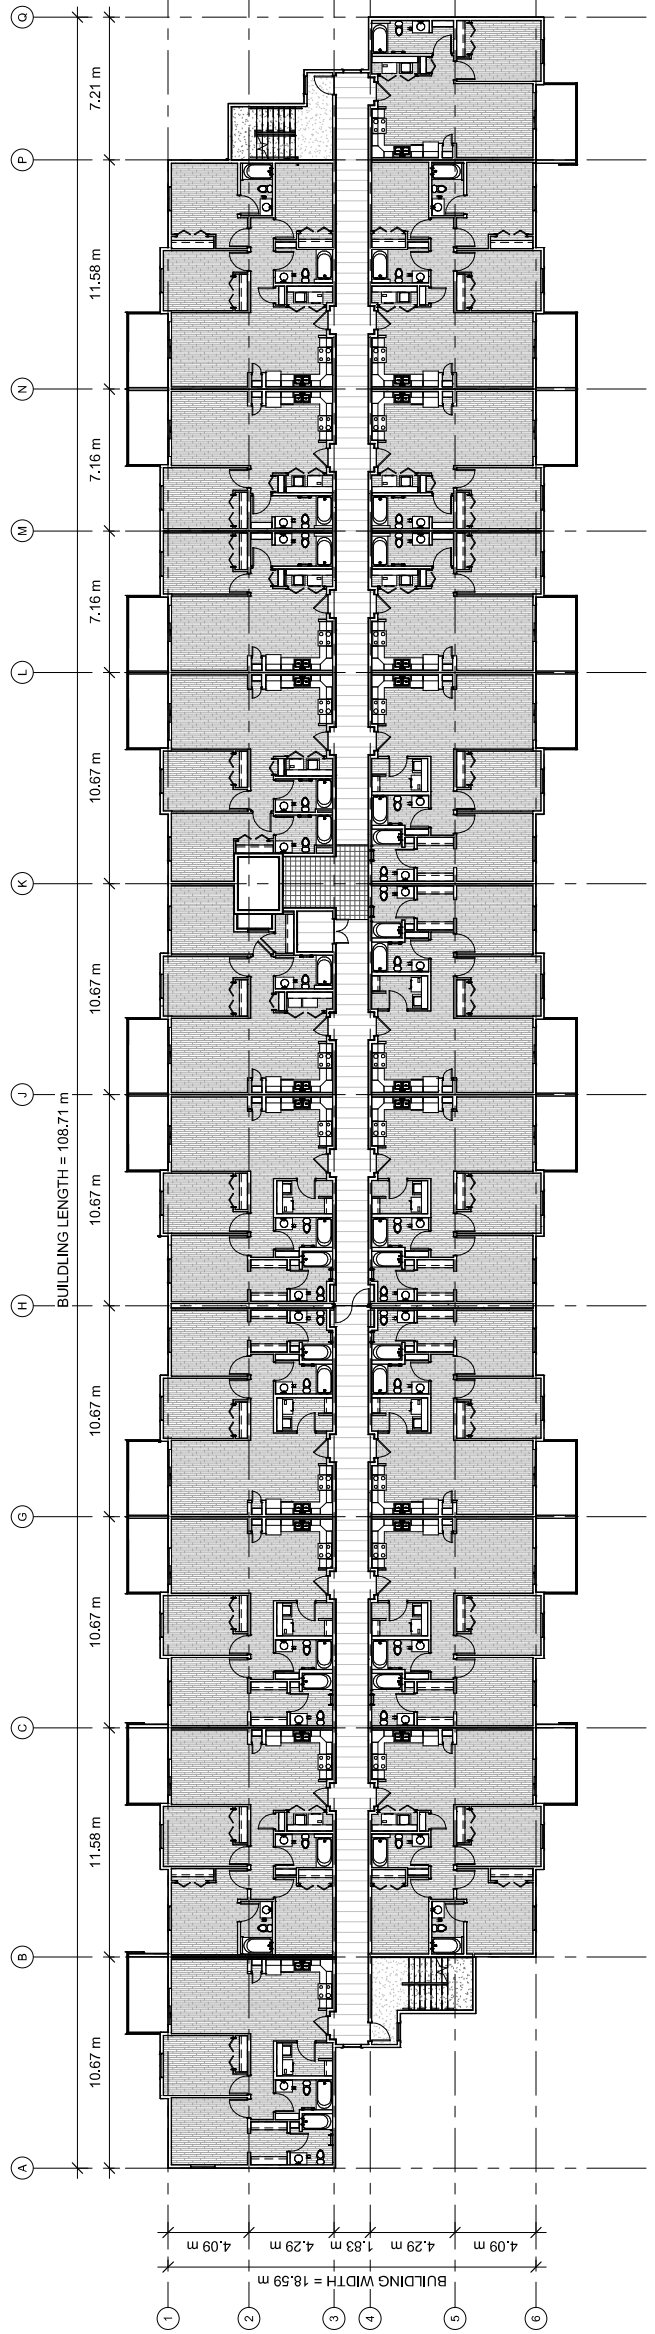 Q
7.21 m
P
11.58 m
N
7.16 m
M
7.16 m
L
10.67 m
K
10.67 m
J
BUILDLING LENGTH = 108.71 m
10.67 m
H
10.67 m
G
10.67 m
C
11.58 m
B
10.67 m
A
4.09 m
4.29 m
1.83 m
4.29 m
4.09 m
BUILDING WIDTH = 18.59 m
1
2
3
4
5
6